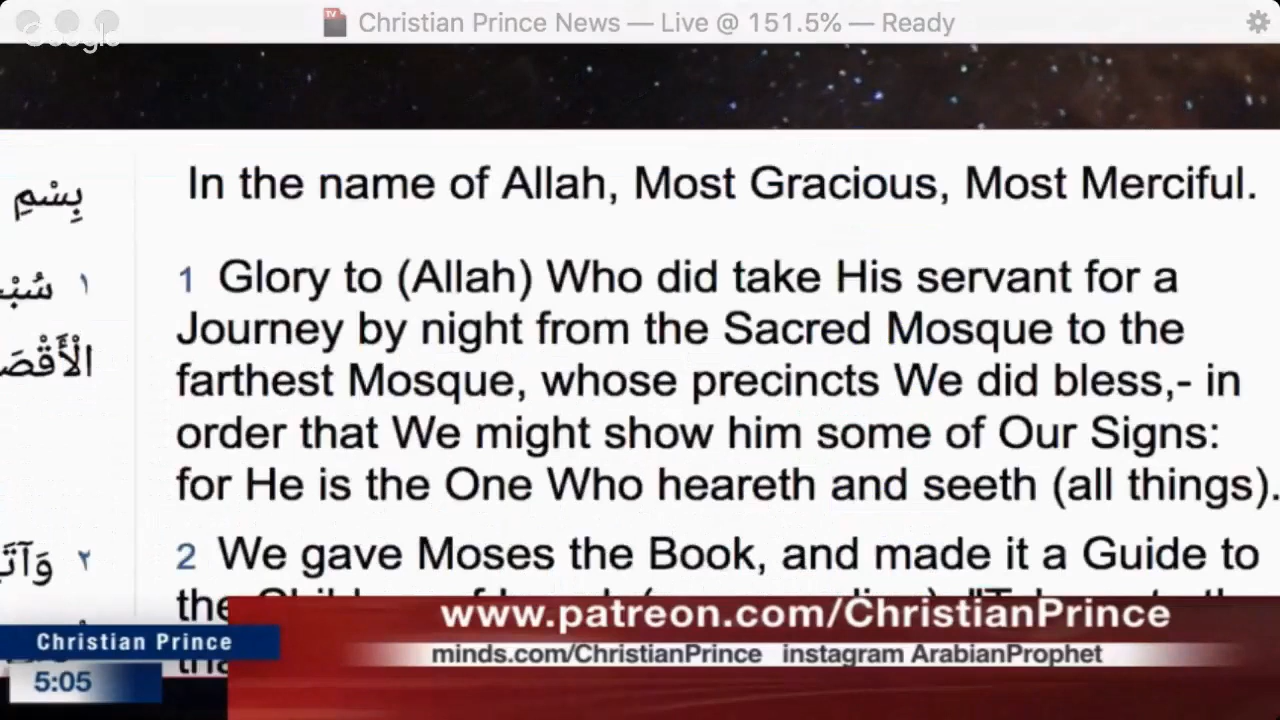 Christian Prince News — Live @ 151.5% — Ready
Google
In the name of Allah, Most Gracious, Most Merciful.
بِسْمِ
1 Glory to (Allah) Who did take His servant for a
١
Journey by night from the Sacred Mosque to the
farthest Mosque, whose precincts We did bless,- in
order that We might show him some of Our Signs:
for He is the One Who heareth and seeth (all things).
2 We gave Moses the Book, and made it a Guide to
٢
the
www.patreon.com/ChristianPrince
Christian Prince
minds.com/ChristianPrince instagram ArabianProphet
5:05